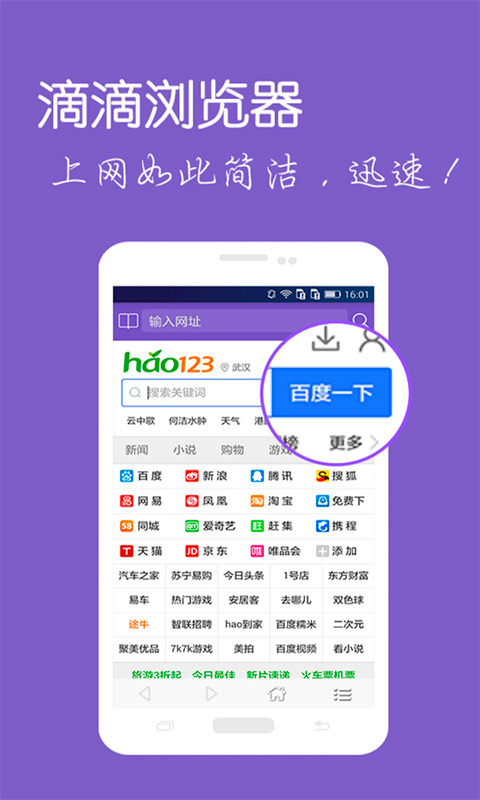 滴滴浏览器
上网如此简洁，迅速！
16:01
输入网址
hao123 武汉
搜索关键词
百度一下
云中歌 何洁水肿 天气 港
榜 更多
新闻 小说 购物 游戏
百度 新浪 腾讯 搜狐
网易 凤凰 淘宝 免费下
58 同城 爱奇艺 赶集 携程
天猫 JD 京东 唯品会 添加
汽车之家 苏宁易购 今日头条 1号店 东方财富
易车 热门游戏 安居客 去哪儿 双色球
途牛 智联招聘 hao到家 百度糯米 二次元
聚美优品 7k7k游戏 美拍 百度视频 看小说
旅游3折起 今日最佳 新片速递 火车票机票